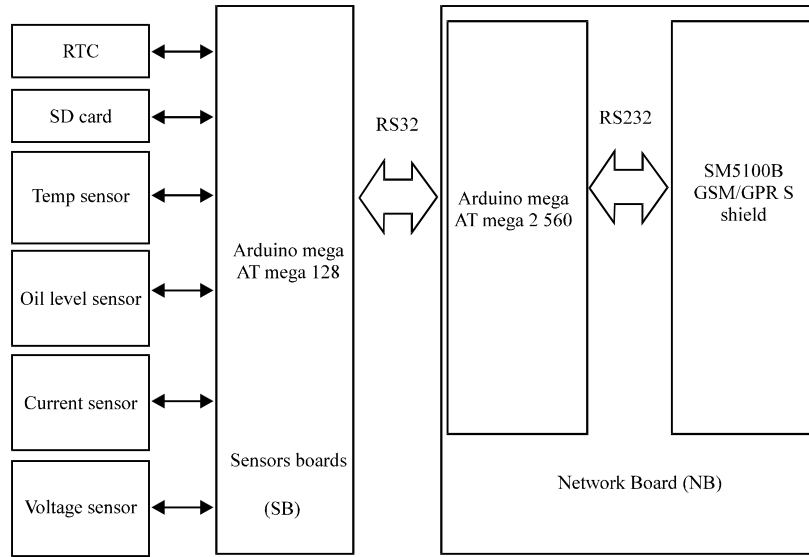 RTC
SD card
Temp sensor
Oil level sensor
Current sensor
Voltage sensor
Arduino mega
AT mega 128
Sensors boards
(SB)
RS32
Arduino mega
AT mega 2 560
RS232
SM5100B
GSM/GPR S
shield
Network Board (NB)